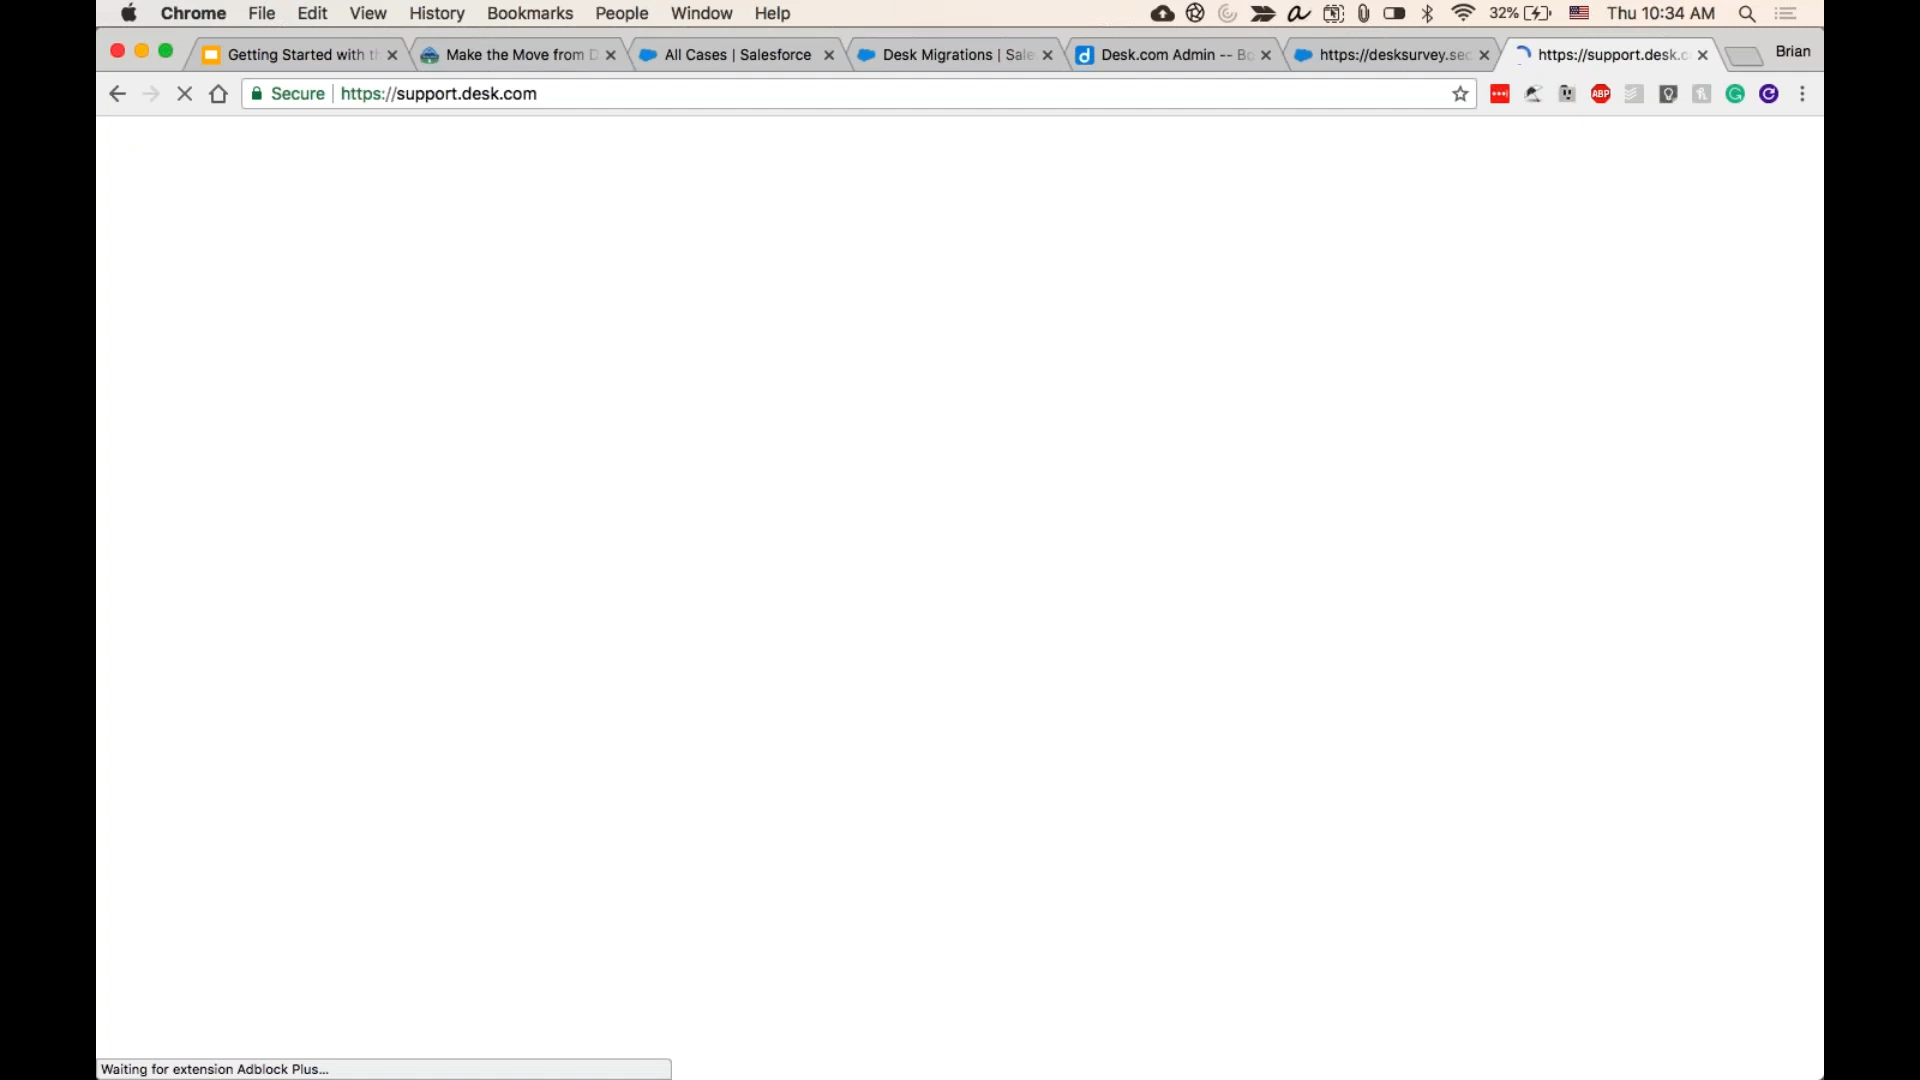 Chrome File Edit View History Bookmarks People Window Help 32% Thu 10:34 AM
Getting Started with t Make the Move from D All Cases | Salesforce Desk Migrations | Sale Desk.com Admin -- Bo https://desksurvey.sec https://support.desk.c Brian
Secure https://support.desk.com ABP
Waiting for extension Adblock Plus...